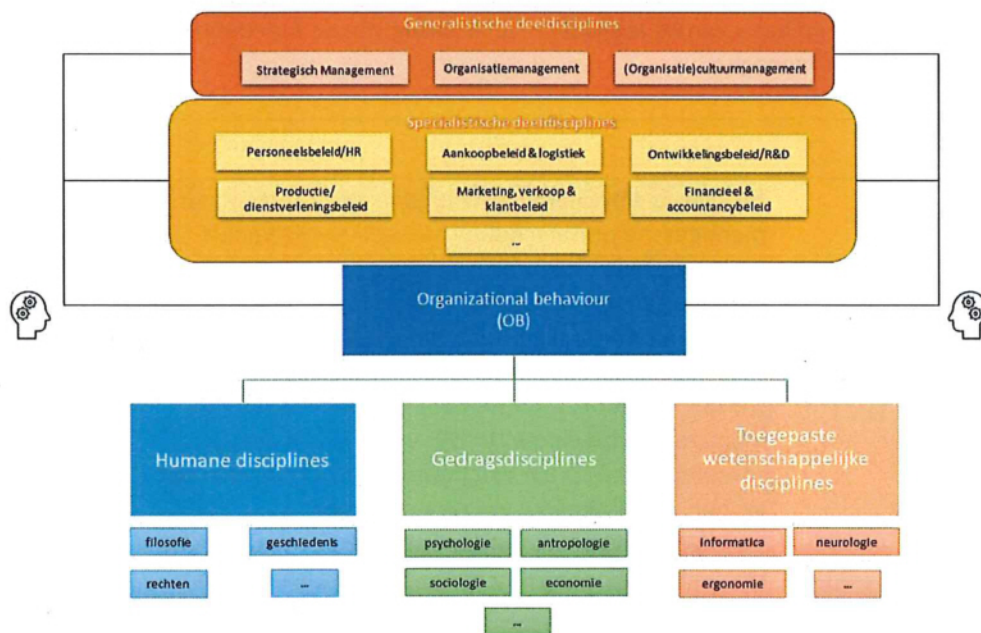 Generalistische deeldisciplines
Strategisch Management
Organisatiemanagement
(Organisatie)cultuurmanagement
Specialistische deeldisciplines
Personeelsbeleid/HR
Aankoopbeleid & logistiek
Ontwikkelingsbeleid/R&D
Productie/
dienstverleningsbeleid
Marketing, verkoop &
klantbeleid
Financieel &
accountancybeleid
...
Organizational behaviour
(OB)
Humane disciplines
Gedragsdisciplines
Toegepaste
wetenschappelijke
disciplines
filosofie
geschiedenis
rechten
...
psychologie
antropologie
sociologie
economie
...
informatica
neurologie
ergonomie
...